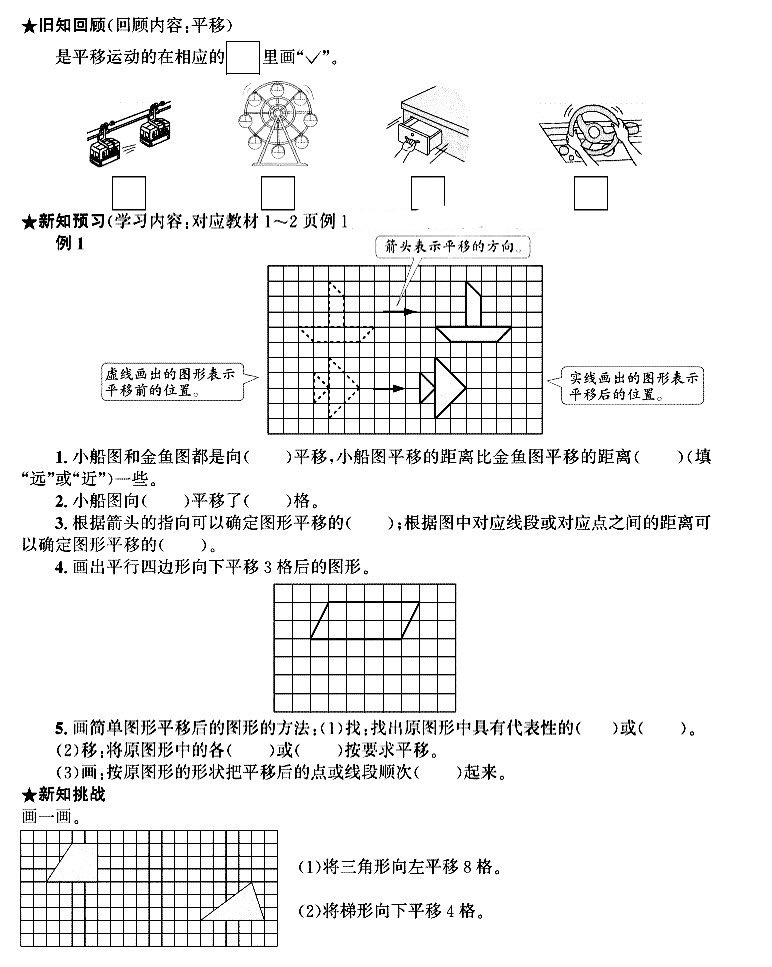 ★旧知回顾(回顾内容:平移)
是平移运动的在相应的 里画“✓”。
★新知预习(学习内容:对应教材1～2页例1
例1
箭头表示平移的方向。
虚线画出的图形表示
平移前的位置。
实线画出的图形表示
平移后的位置。
1.小船图和金鱼图都是向(  )平移,小船图平移的距离比金鱼图平移的距离(  )(填
“远”或“近”)一些。
2.小船图向(  )平移了(  )格。
3.根据箭头的指向可以确定图形平移的(  );根据图中对应线段或对应点之间的距离可
以确定图形平移的(  )。
4.画出平行四边形向下平移3格后的图形。
5.画简单图形平移后的图形的方法:(1)找:找出原图形中具有代表性的(  )或(  )。
(2)移:将原图形中的各(  )或(  )按要求平移。
(3)画:按原图形的形状把平移后的点或线段顺次(  )起来。
★新知挑战
画一画。
(1)将三角形向左平移8格。
(2)将梯形向下平移4格。